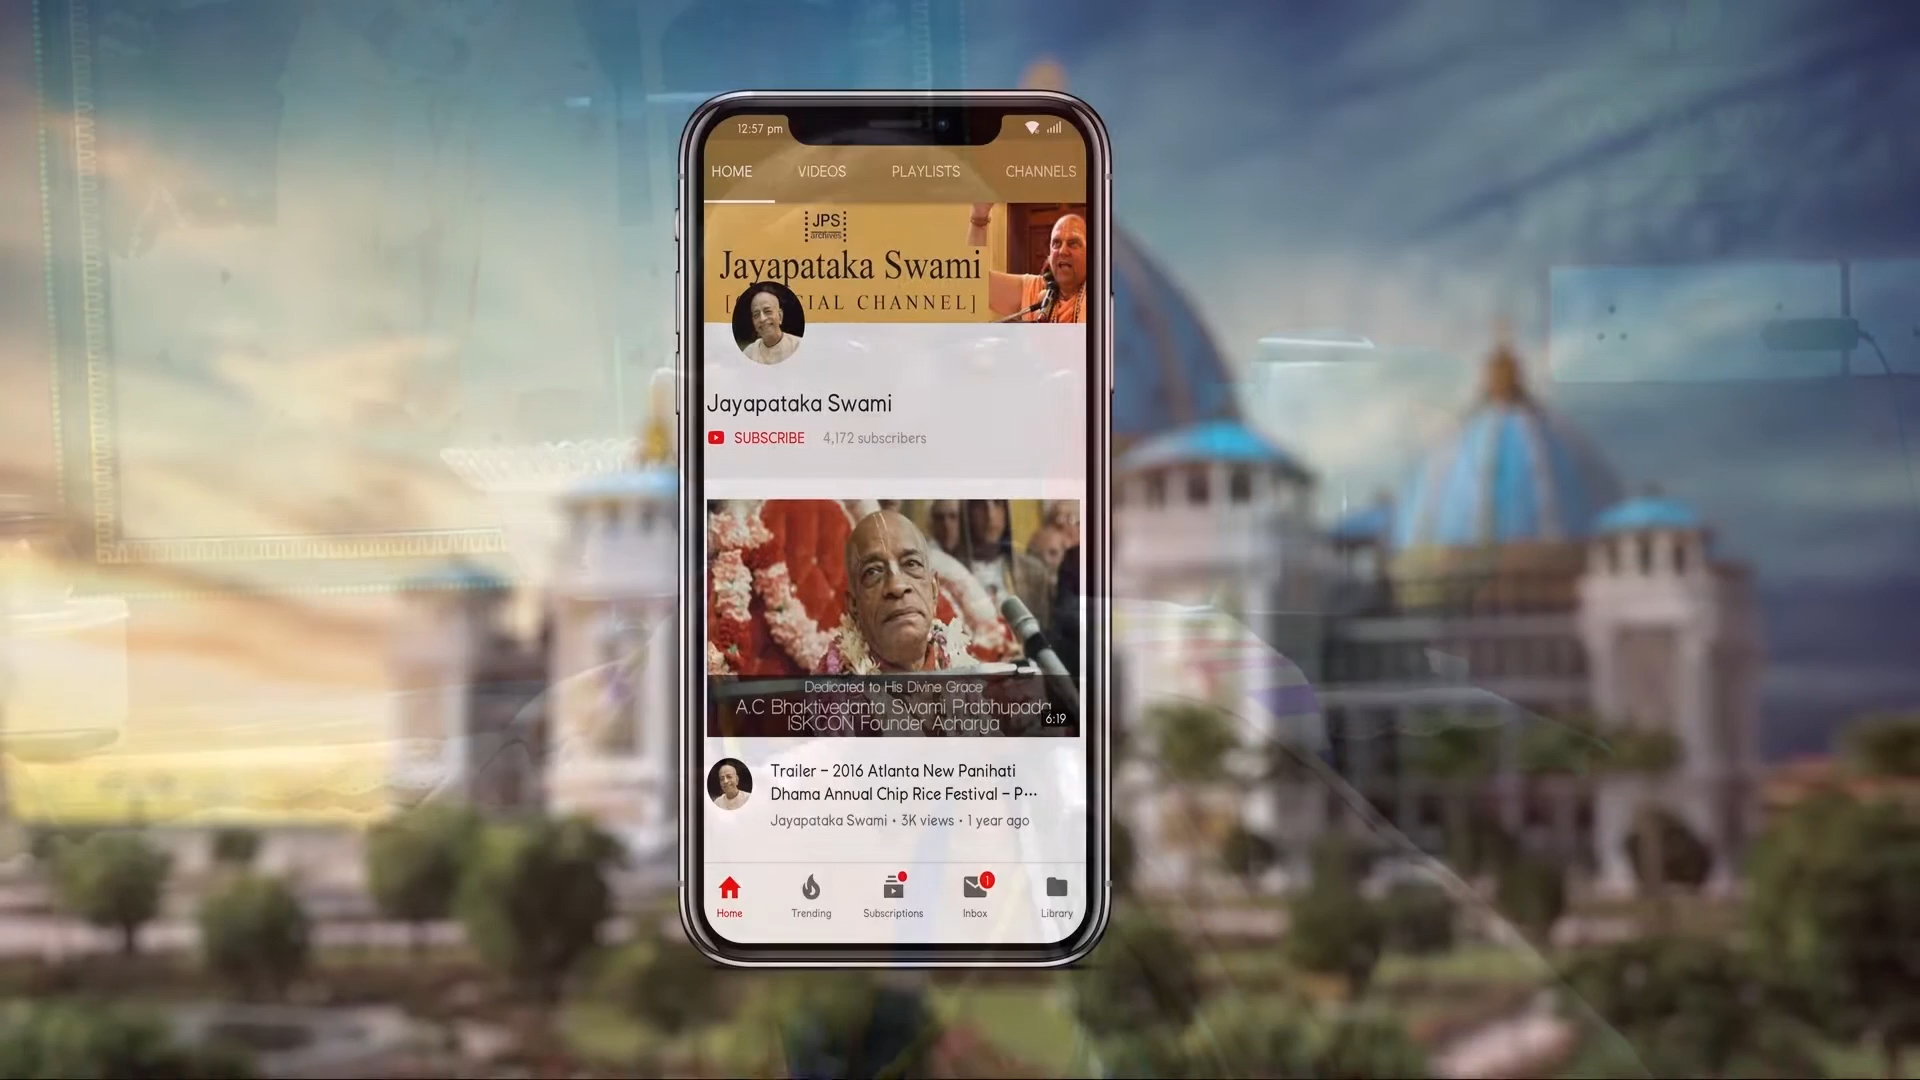 12:57 pm
HOME VIDEOS PLAYLISTS CHANNELS
JPS
archives
Jayapataka Swami
IAL CHANNEL]
Jayapataka Swami
SUBSCRIBE 4,172 subscribers
Dedicated to His Divine Grace
A.C Bhaktivedanta Swami Prabhupada
ISKCON Founder Acharya
6:19
Trailer - 2016 Atlanta New Panihati
Dhama Annual Chip Rice Festival - P...
Jayapataka Swami • 3K views • 1 year ago
1
Home Trending Subscriptions Inbox Library